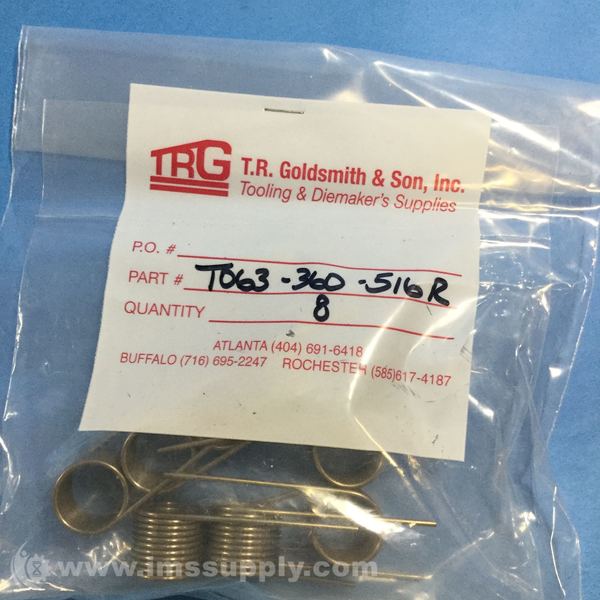 TRG
T.R. Goldsmith & Son, Inc.
Tooling & Diemaker's Supplies
P.O. #
PART # T063-360-516R
QUANTITY 8
ATLANTA (404) 691-6418
BUFFALO (716) 695-2247 ROCHESTER (585)617-4187
© www.imssupply.com